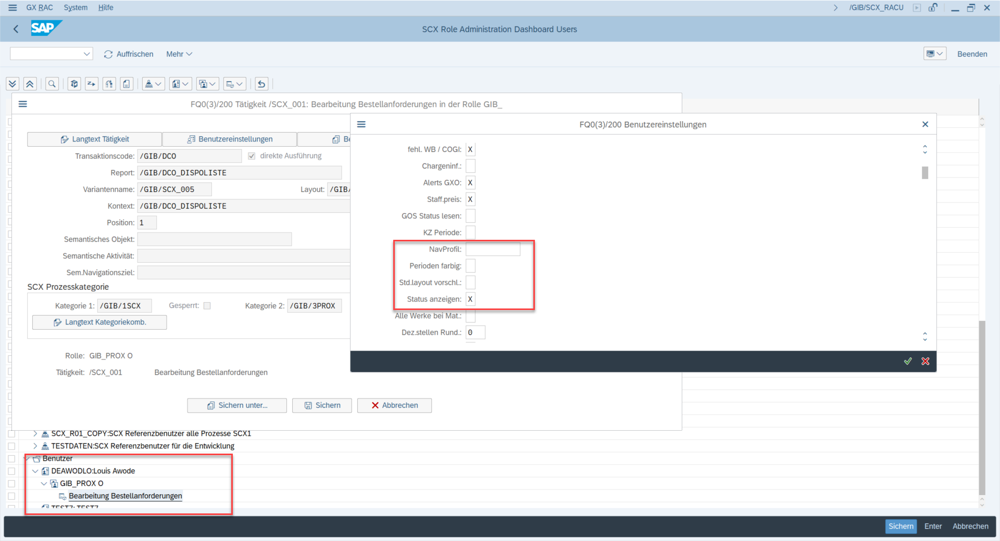 GX RAC System Hilfe /GIB/SCX_RACU
SAP SCX Role Administration Dashboard Users
Auffrischen Mehr Beenden
FQ0(3)/200 Tätigkeit /SCX_001: Bearbeitung Bestellanforderungen in der Rolle GIB_
Langtext Tätigkeit Benutzereinstellungen
Transaktionscode: /GIB/DCO direkte Ausführung
Report: /GIB/DCO_DISPOLISTE
Variantenname: /GIB/SCX_005 Layout: /GIB/
Kontext: /GIB/DCO_DISPOLISTE
Position: 1
Semantisches Objekt:
Semantische Aktivität:
Sem.Navigationsziel:
SCX Prozesskategorie
Kategorie 1: /GIB/1SCX Gesperrt: Kategorie 2: /GIB/3PROX
Langtext Kategoriekomb.
Rolle: GIB_PROX O
Tätigkeit: /SCX_001 Bearbeitung Bestellanforderungen
Sichern unter... Sichern Abbrechen
FQ0(3)/200 Benutzereinstellungen
fehl. WB / COGI: X
Chargeninf.:
Alerts GXO: X
Staff.preis: X
GOS Status lesen:
KZ Periode:
NavProfil:
Perioden farbig:
Std.layout vorschl.:
Status anzeigen: X
Alle Werke bei Mat.:
Dez.stellen Rund.: 0
SCX_R01_COPY:SCX Referenzbenutzer alle Prozesse SCX1
TESTDATEN:SCX Referenzbenutzer für die Entwicklung
Benutzer
DEAWODLO:Louis Awode
GIB_PROX O
Bearbeitung Bestellanforderungen
TEST7: TEST7
Sichern Enter Abbrechen